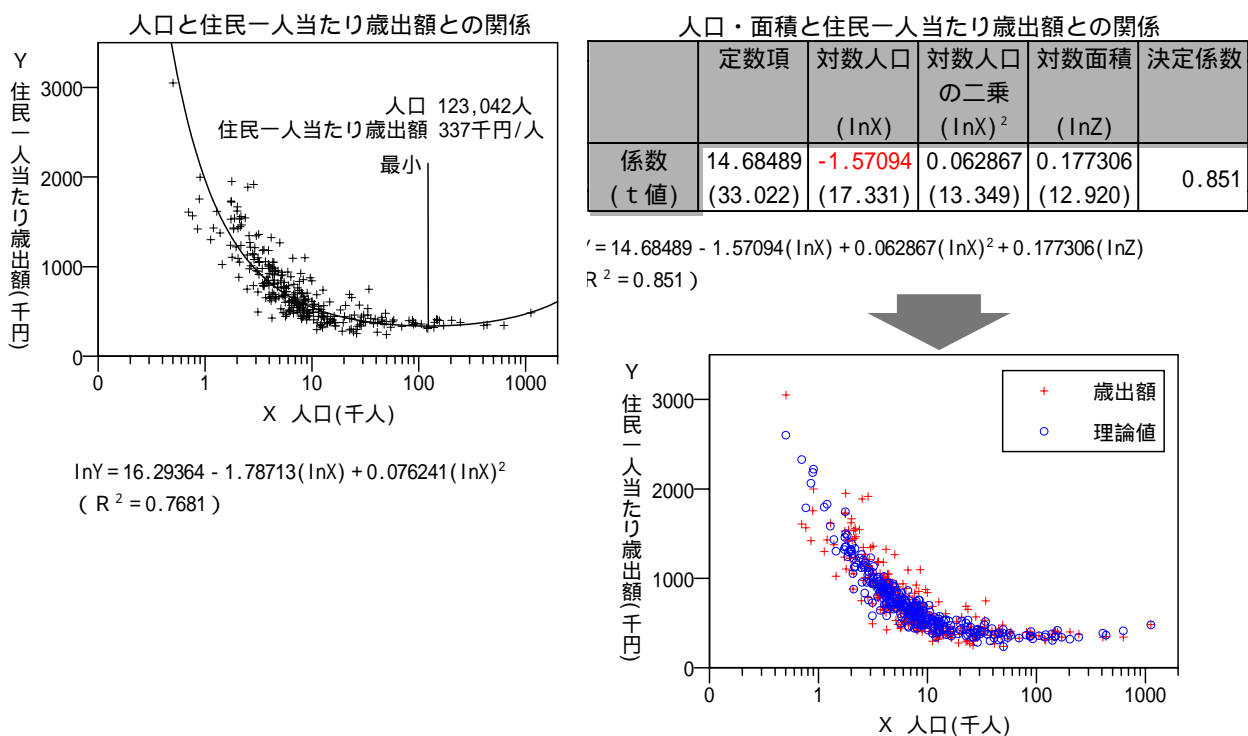 人口と住民一人当たり歳出額との関係
Y 住民一人当たり歳出額(千円)
3000
2000
1000
0
人口 123,042人
住民一人当たり歳出額 337千円/人
最小
0 1 10 100 1000
X 人口(千人)
lnY = 16.29364 - 1.78713(lnX) + 0.076241(lnX)²
( R² = 0.7681 )
人口・面積と住民一人当たり歳出額との関係
定数項 対数人口 対数人口 対数面積 決定係数
の二乗
(lnX) (lnX)² (lnZ)
係数 14.68489 -1.57094 0.062867 0.177306 0.851
(t値) (33.022) (17.331) (13.349) (12.920)
= 14.68489 - 1.57094(lnX) + 0.062867(lnX)² + 0.177306(lnZ)
R² = 0.851 )
Y 住民一人当たり歳出額(千円)
3000
2000
1000
0
歳出額
理論値
0 1 10 100 1000
X 人口(千人)